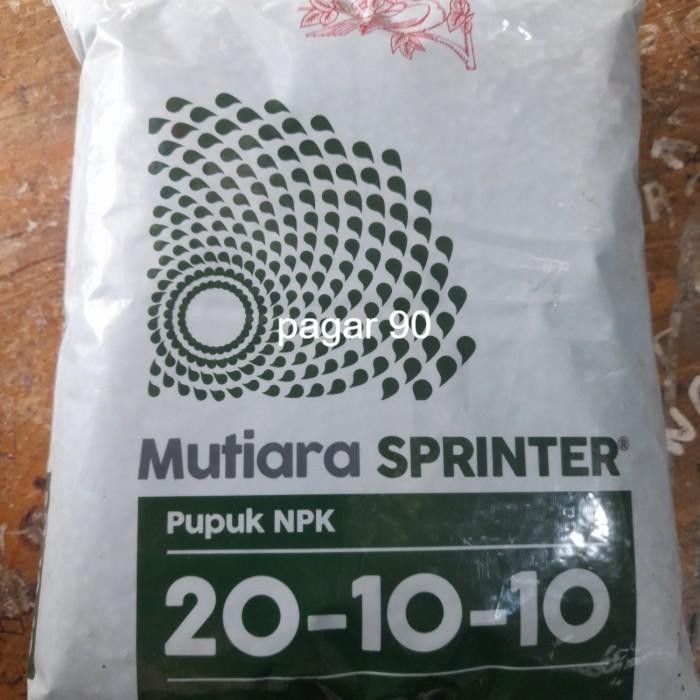 pagar 90
Mutiara SPRINTER®
Pupuk NPK
20-10-10